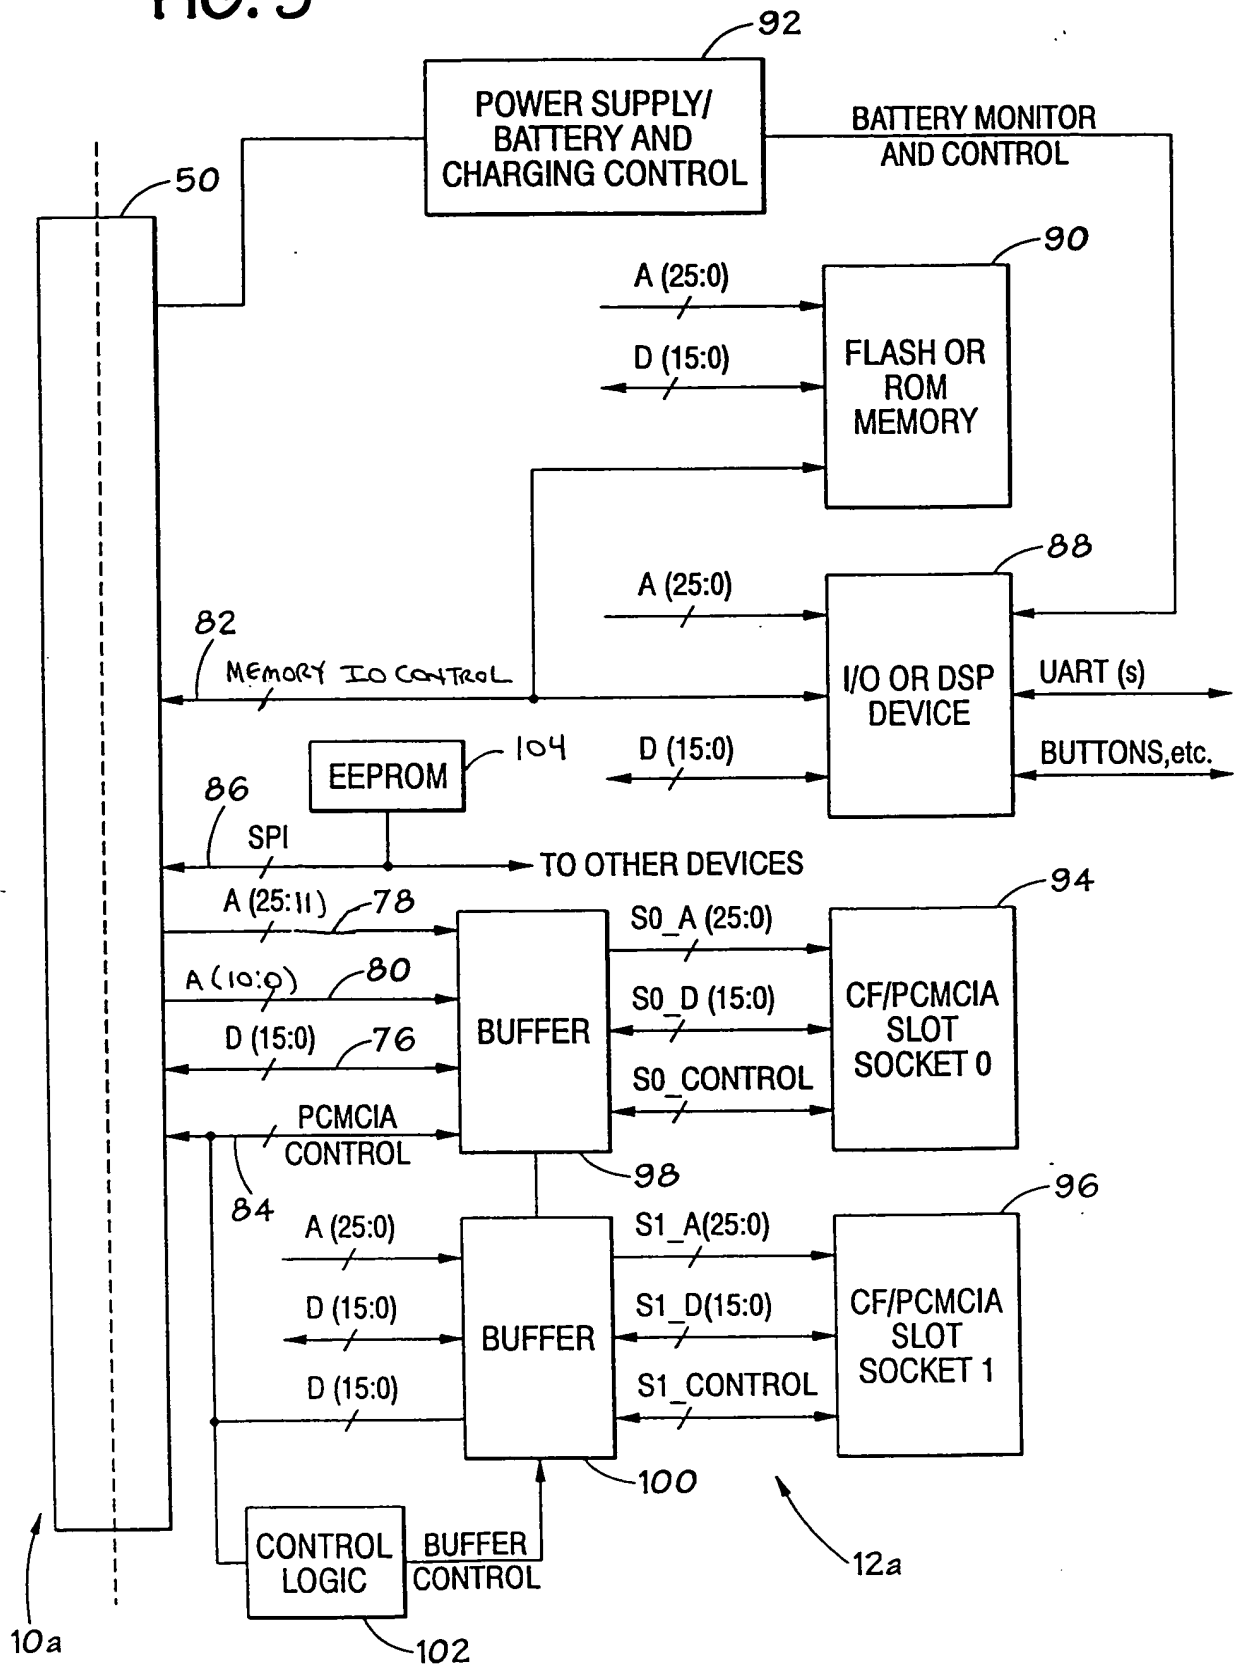 FIG. 5
92
POWER SUPPLY/
BATTERY AND
CHARGING CONTROL
BATTERY MONITOR
AND CONTROL
50
90
A (25:0)
D (15:0)
FLASH OR
ROM
MEMORY
88
A (25:0)
82
MEMORY IO CONTROL
I/O OR DSP
DEVICE
UART (s)
D (15:0)
BUTTONS,etc.
EEPROM
104
86
SPI
TO OTHER DEVICES
94
A (25:11)
78
S0_A (25:0)
A(10:0)
80
BUFFER
S0_D (15:0)
CF/PCMCIA
SLOT
SOCKET 0
D (15:0)
76
S0_CONTROL
PCMCIA
CONTROL
84
98
96
A (25:0)
S1_A(25:0)
D (15:0)
BUFFER
S1_D(15:0)
CF/PCMCIA
SLOT
SOCKET 1
D (15:0)
S1_CONTROL
100
CONTROL
LOGIC
BUFFER
CONTROL
12a
10a
102